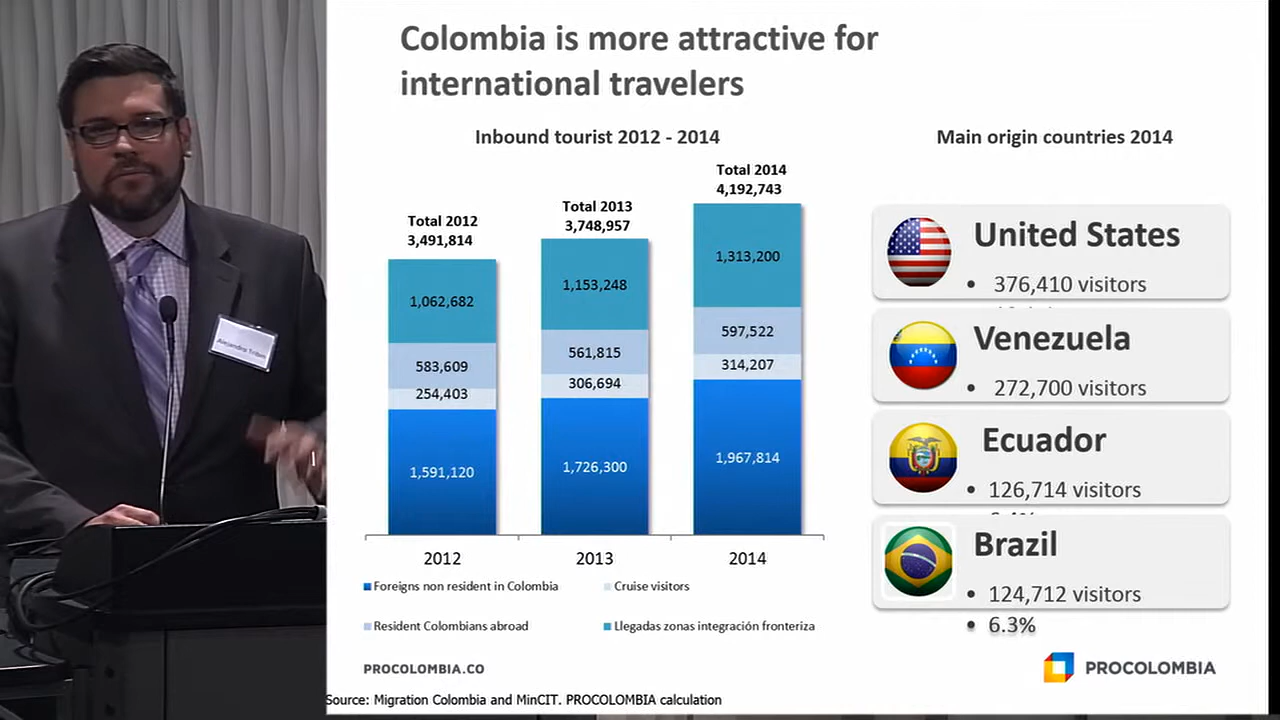 Colombia is more attractive for
international travelers
Inbound tourist 2012 - 2014
Total 2012
3,491,814
1,062,682
583,609
254,403
1,591,120
Total 2013
3,748,957
1,153,248
561,815
306,694
1,726,300
Total 2014
4,192,743
1,313,200
597,522
314,207
1,967,814
2012
2013
2014
Foreigns non resident in Colombia
Cruise visitors
Resident Colombians abroad
Llegadas zonas integración fronteriza
Main origin countries 2014
United States
• 376,410 visitors
Venezuela
• 272,700 visitors
Ecuador
• 126,714 visitors
Brazil
• 124,712 visitors
• 6.3%
PROCOLOMBIA.CO
PROCOLOMBIA
Source: Migration Colombia and MinCIT. PROCOLOMBIA calculation
Alejandro Tribin